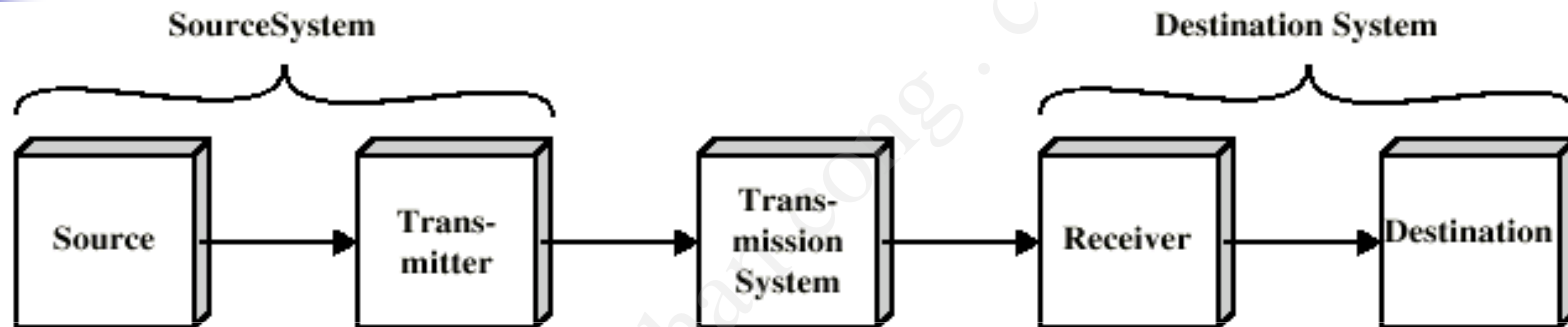 SourceSystem
Destination System
Source
Trans-
mitter
Trans-
mission
System
Receiver
Destination